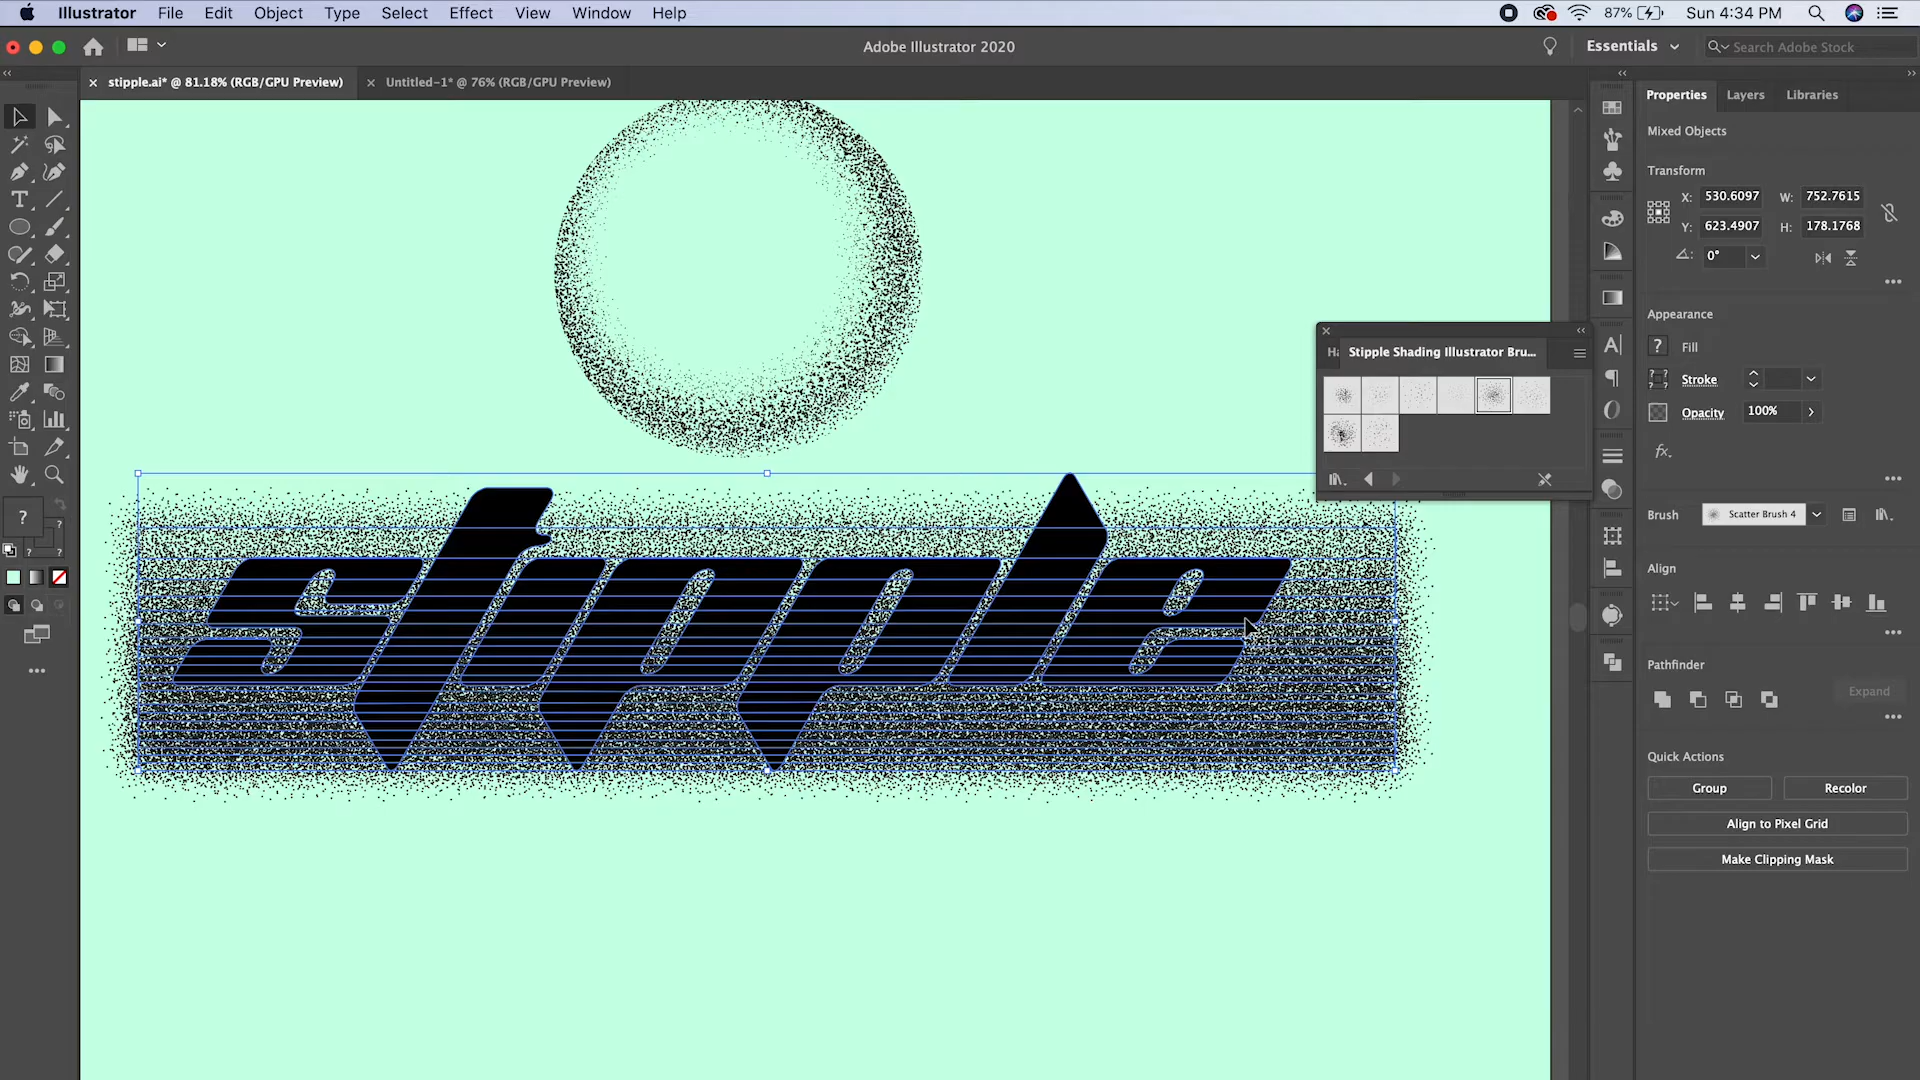 Illustrator File Edit Object Type Select Effect View Window Help
87% Sun 4:34 PM
Adobe Illustrator 2020
Essentials
Search Adobe Stock
stipple.ai* @ 81.18% (RGB/GPU Preview)
Untitled-1* @ 76% (RGB/GPU Preview)
Properties Layers Libraries
Mixed Objects
Transform
X: 530.6097 W: 752.7615
Y: 623.4907 H: 178.1768
0°
Appearance
? Fill
Stroke
Opacity 100%
fx.
Ha Stipple Shading Illustrator Bru...
stipple
Brush Scatter Brush 4
Align
Pathfinder
Expand
Quick Actions
Group Recolor
Align to Pixel Grid
Make Clipping Mask